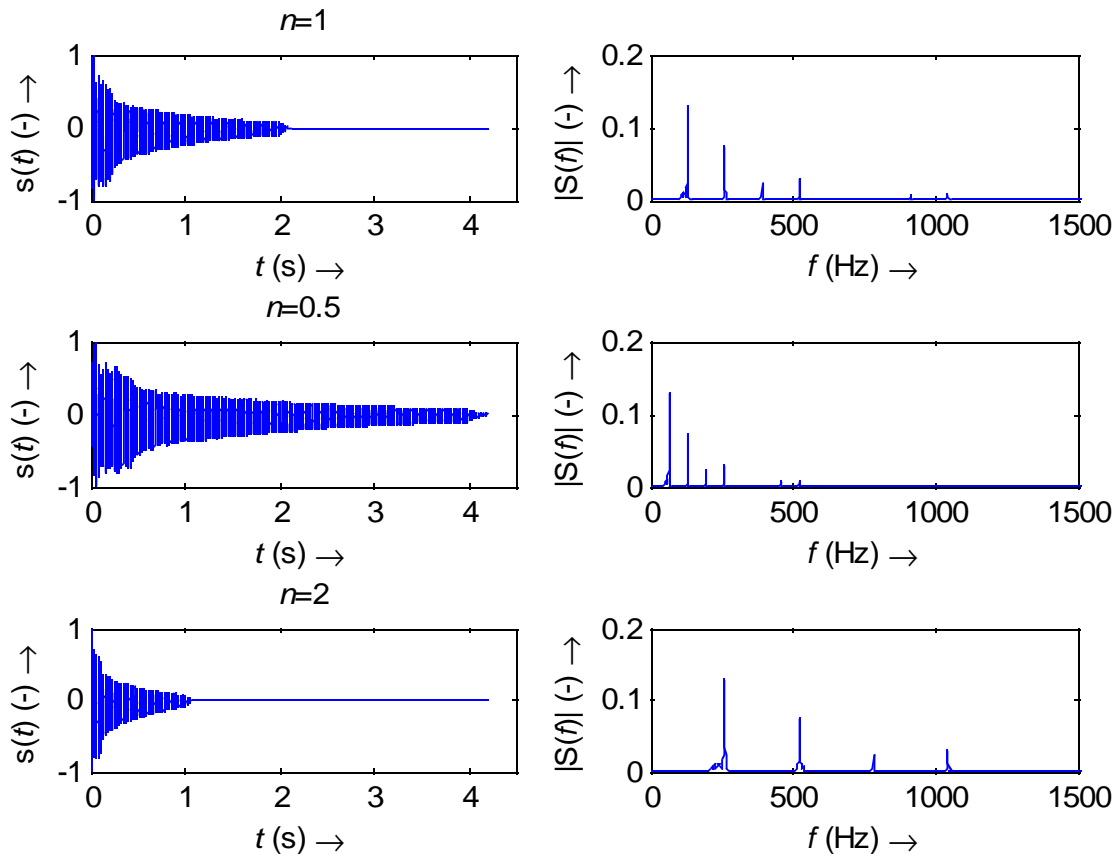 n=1
s(t) (-) →
1
0
-1
0 1 2 3 4
t (s) →
|S(f)| (-) →
0.2
0.1
0
0 500 1000 1500
f (Hz) →
n=0.5
s(t) (-) →
1
0
-1
0 1 2 3 4
t (s) →
|S(f)| (-) →
0.2
0.1
0
0 500 1000 1500
f (Hz) →
n=2
s(t) (-) →
1
0
-1
0 1 2 3 4
t (s) →
|S(f)| (-) →
0.2
0.1
0
0 500 1000 1500
f (Hz) →